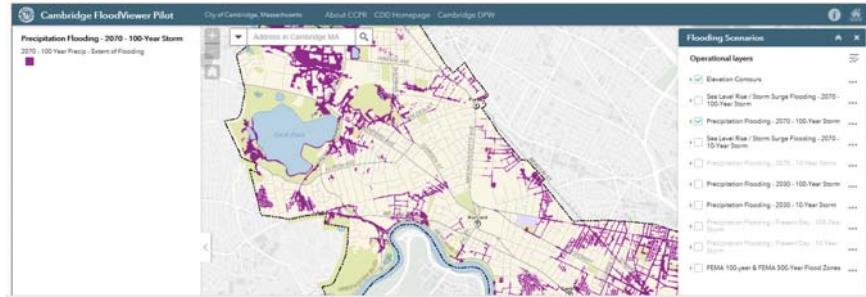 Cambridge FloodViewer Pilot
City of Cambridge, Massachusetts
About CCPR CDD Homepage Cambridge DPW
Precipitation Flooding - 2070 - 100-Year Storm
2070 - 100 Year Precip - Extent of Flooding
Address in Cambridge MA
Flooding Scenarios
Operational layers
Elevation Contours
Sea Level Rise / Storm Surge Flooding - 2070 -
100-Year Storm
Precipitation Flooding - 2070 - 100-Year Storm
Sea Level Rise / Storm Surge Flooding - 2070 -
10-Year Storm
Precipitation Flooding - 2070 - 10-Year Storm
Precipitation Flooding - 2030 - 100-Year Storm
Precipitation Flooding - 2030 - 10-Year Storm
Precipitation Flooding - Present Day - 100-Year
Storm
Precipitation Flooding - Present Day - 10-Year
Storm
FEMA 100-year & FEMA 500-Year Flood Zones